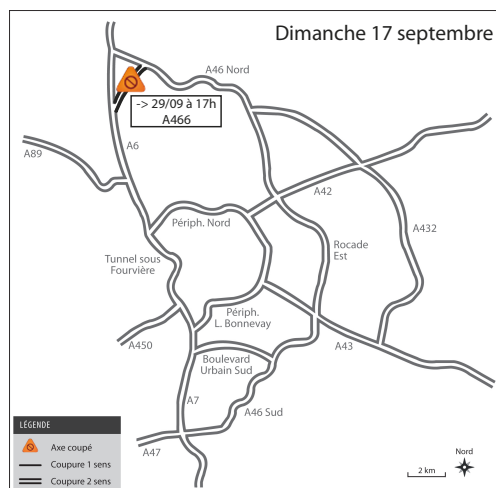 Dimanche 17 septembre
A46 Nord
-> 29/09 à 17h
A466
A6
A89
A42
Périph. Nord
A432
Rocade
Est
Tunnel sous
Fourvière
Périph.
L. Bonnevay
A450
A43
Boulevard
Urbain Sud
A7
A46 Sud
A47
LÉGENDE
Axe coupé
Coupure 1 sens
Coupure 2 sens
Nord
2 km